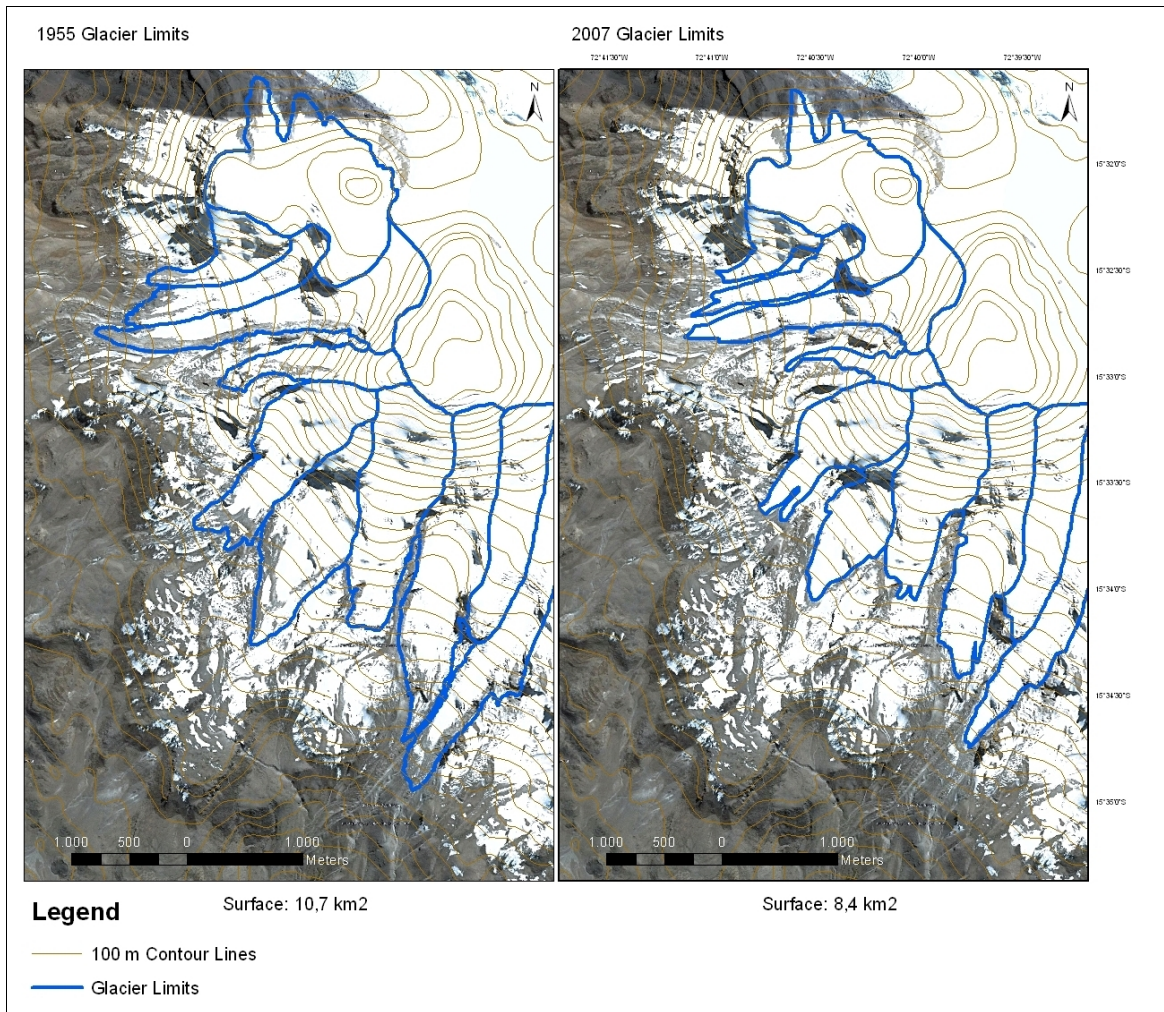 1955 Glacier Limits
2007 Glacier Limits
72°41'30"W 72°41'0"W 72°40'30"W 72°40'0"W 72°39'30"W
N
N
15°32'0"S
15°32'30"S
15°33'0"S
15°33'30"S
15°34'0"S
15°34'30"S
15°35'0"S
1.000 500 0 1.000
Meters
1.000 500 0 1.000
Meters
Surface: 10,7 km2
Surface: 8,4 km2
Legend
100 m Contour Lines
Glacier Limits